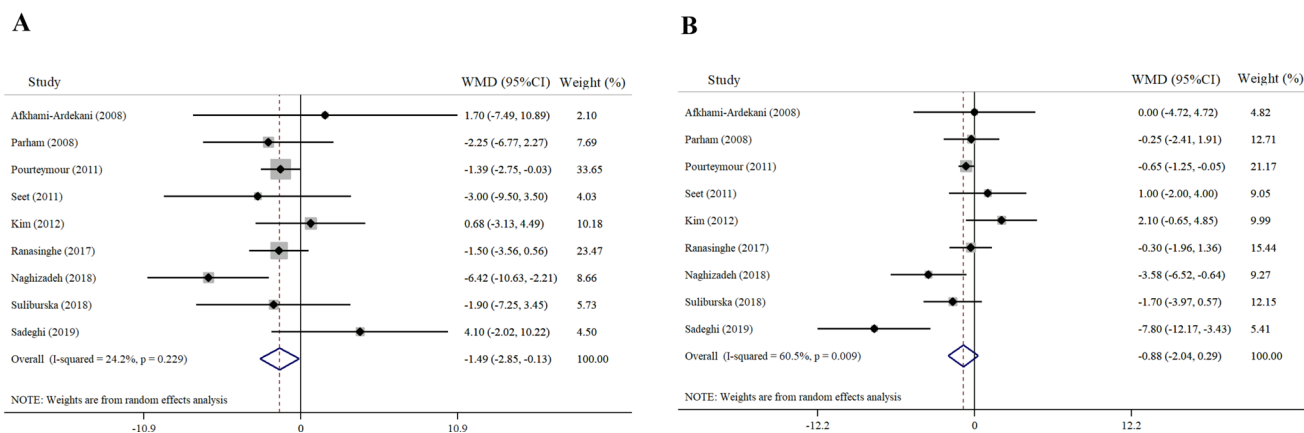 A
Study WMD (95%CI) Weight (%)
Afkhami-Ardekani (2008) 1.70 (-7.49, 10.89) 2.10
Parham (2008) -2.25 (-6.77, 2.27) 7.69
Pourteymour (2011) -1.39 (-2.75, -0.03) 33.65
Seet (2011) -3.00 (-9.50, 3.50) 4.03
Kim (2012) 0.68 (-3.13, 4.49) 10.18
Ranasinghe (2017) -1.50 (-3.56, 0.56) 23.47
Naghizadeh (2018) -6.42 (-10.63, -2.21) 8.66
Suliburska (2018) -1.90 (-7.25, 3.45) 5.73
Sadeghi (2019) 4.10 (-2.02, 10.22) 4.50
Overall (I-squared = 24.2%, p = 0.229) -1.49 (-2.85, -0.13) 100.00
NOTE: Weights are from random effects analysis
-10.9 0 10.9
B
Study WMD (95%CI) Weight (%)
Afkhami-Ardekani (2008) 0.00 (-4.72, 4.72) 4.82
Parham (2008) -0.25 (-2.41, 1.91) 12.71
Pourteymour (2011) -0.65 (-1.25, -0.05) 21.17
Seet (2011) 1.00 (-2.00, 4.00) 9.05
Kim (2012) 2.10 (-0.65, 4.85) 9.99
Ranasinghe (2017) -0.30 (-1.96, 1.36) 15.44
Naghizadeh (2018) -3.58 (-6.52, -0.64) 9.27
Suliburska (2018) -1.70 (-3.97, 0.57) 12.15
Sadeghi (2019) -7.80 (-12.17, -3.43) 5.41
Overall (I-squared = 60.5%, p = 0.009) -0.88 (-2.04, 0.29) 100.00
NOTE: Weights are from random effects analysis
-12.2 0 12.2